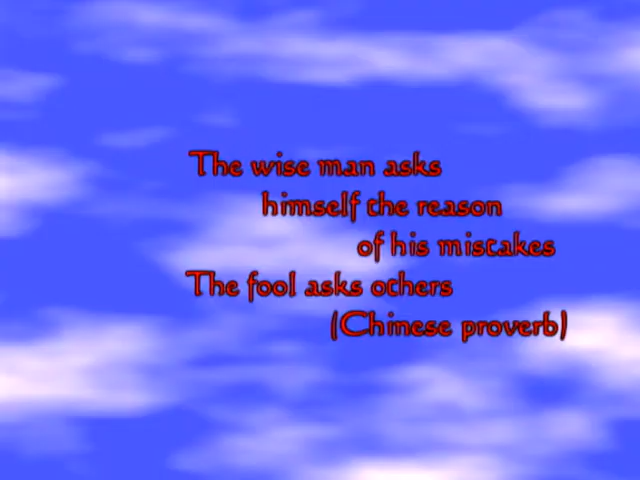 The wise man asks
himself the reason
of his mistakes
The fool asks others
(Chinese proverb)